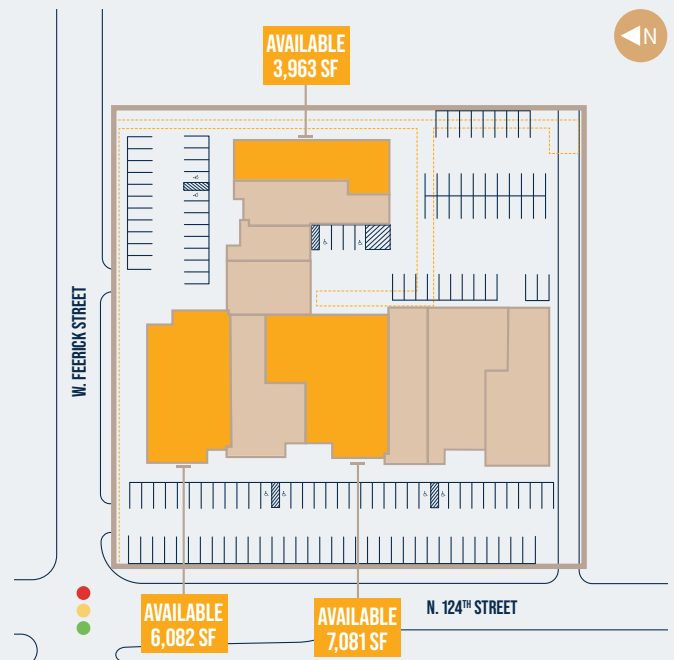 N
AVAILABLE
3,963 SF
W. FEERICK STREET
AVAILABLE
6,082 SF
AVAILABLE
7,081 SF
N. 124TH STREET